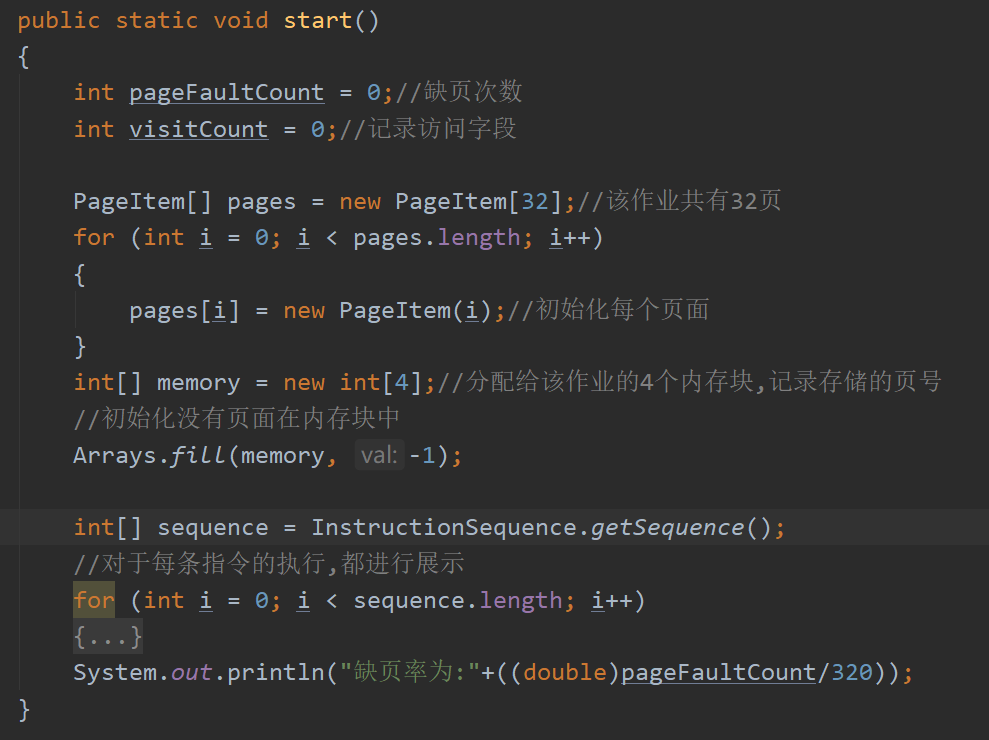 public static void start()
{
int pageFaultCount = 0;//缺页次数
int visitCount = 0;//记录访问字段
PageItem[] pages = new PageItem[32];//该作业共有32页
for (int i = 0; i < pages.length; i++)
{
pages[i] = new PageItem(i);//初始化每个页面
}
int[] memory = new int[4];//分配给该作业的4个内存块,记录存储的页号
//初始化没有页面在内存块中
Arrays.fill(memory, val: -1);
int[] sequence = InstructionSequence.getSequence();
//对于每条指令的执行,都进行展示
for (int i = 0; i < sequence.length; i++)
{...}
System.out.println("缺页率为:"+((double)pageFaultCount/320));
}